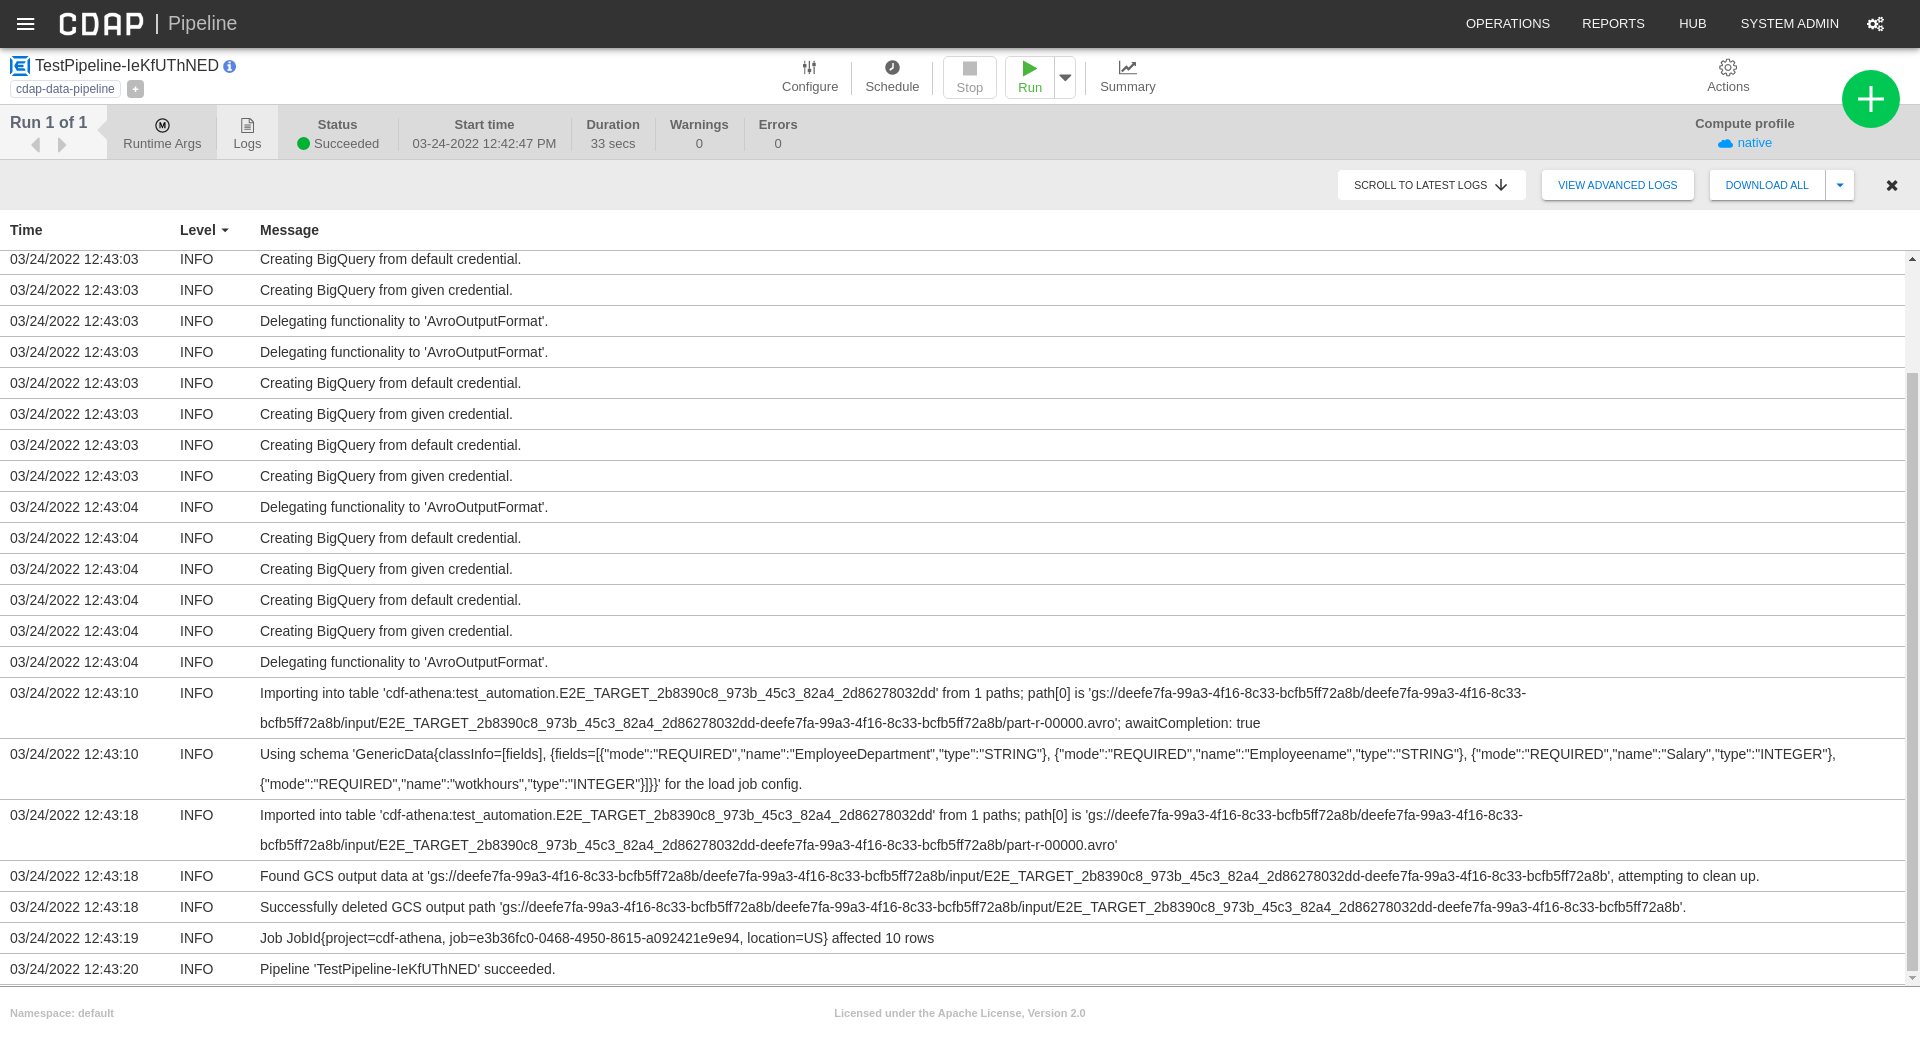 CDAP | Pipeline
OPERATIONS REPORTS HUB SYSTEM ADMIN
TestPipeline-IeKfUThNED
cdap-data-pipeline +
Configure Schedule Stop Run Summary Actions
Run 1 of 1
Runtime Args
Logs
Status Start time Duration Warnings Errors Compute profile
Succeeded 03-24-2022 12:42:47 PM 33 secs 0 0 native
SCROLL TO LATEST LOGS VIEW ADVANCED LOGS DOWNLOAD ALL
Time Level Message
03/24/2022 12:43:03 INFO Creating BigQuery from default credential.
03/24/2022 12:43:03 INFO Creating BigQuery from given credential.
03/24/2022 12:43:03 INFO Delegating functionality to 'AvroOutputFormat'.
03/24/2022 12:43:03 INFO Delegating functionality to 'AvroOutputFormat'.
03/24/2022 12:43:03 INFO Creating BigQuery from default credential.
03/24/2022 12:43:03 INFO Creating BigQuery from given credential.
03/24/2022 12:43:03 INFO Creating BigQuery from default credential.
03/24/2022 12:43:03 INFO Creating BigQuery from given credential.
03/24/2022 12:43:04 INFO Delegating functionality to 'AvroOutputFormat'.
03/24/2022 12:43:04 INFO Creating BigQuery from default credential.
03/24/2022 12:43:04 INFO Creating BigQuery from given credential.
03/24/2022 12:43:04 INFO Creating BigQuery from default credential.
03/24/2022 12:43:04 INFO Creating BigQuery from given credential.
03/24/2022 12:43:04 INFO Delegating functionality to 'AvroOutputFormat'.
03/24/2022 12:43:10 INFO Importing into table 'cdf-athena:test_automation.E2E_TARGET_2b8390c8_973b_45c3_82a4_2d86278032dd' from 1 paths; path[0] is 'gs://deefe7fa-99a3-4f16-8c33-bcfb5ff72a8b/deefe7fa-99a3-4f16-8c33-
bcfb5ff72a8b/input/E2E_TARGET_2b8390c8_973b_45c3_82a4_2d86278032dd-deefe7fa-99a3-4f16-8c33-bcfb5ff72a8b/part-r-00000.avro'; awaitCompletion: true
03/24/2022 12:43:10 INFO Using schema 'GenericData{classInfo=[fields], {fields=[{"mode":"REQUIRED","name":"EmployeeDepartment","type":"STRING"}, {"mode":"REQUIRED","name":"Employeename","type":"STRING"}, {"mode":"REQUIRED","name":"Salary","type":"INTEGER"},
{"mode":"REQUIRED","name":"wotkhours","type":"INTEGER"}]}}' for the load job config.
03/24/2022 12:43:18 INFO Imported into table 'cdf-athena:test_automation.E2E_TARGET_2b8390c8_973b_45c3_82a4_2d86278032dd' from 1 paths; path[0] is 'gs://deefe7fa-99a3-4f16-8c33-bcfb5ff72a8b/deefe7fa-99a3-4f16-8c33-
bcfb5ff72a8b/input/E2E_TARGET_2b8390c8_973b_45c3_82a4_2d86278032dd-deefe7fa-99a3-4f16-8c33-bcfb5ff72a8b/part-r-00000.avro'
03/24/2022 12:43:18 INFO Found GCS output data at 'gs://deefe7fa-99a3-4f16-8c33-bcfb5ff72a8b/deefe7fa-99a3-4f16-8c33-bcfb5ff72a8b/input/E2E_TARGET_2b8390c8_973b_45c3_82a4_2d86278032dd-deefe7fa-99a3-4f16-8c33-bcfb5ff72a8b', attempting to clean up.
03/24/2022 12:43:18 INFO Successfully deleted GCS output path 'gs://deefe7fa-99a3-4f16-8c33-bcfb5ff72a8b/deefe7fa-99a3-4f16-8c33-bcfb5ff72a8b/input/E2E_TARGET_2b8390c8_973b_45c3_82a4_2d86278032dd-deefe7fa-99a3-4f16-8c33-bcfb5ff72a8b'.
03/24/2022 12:43:19 INFO Job JobId{project=cdf-athena, job=e3b36fc0-0468-4950-8615-a092421e9e94, location=US} affected 10 rows
03/24/2022 12:43:20 INFO Pipeline 'TestPipeline-IeKfUThNED' succeeded.
Namespace: default Licensed under the Apache License, Version 2.0